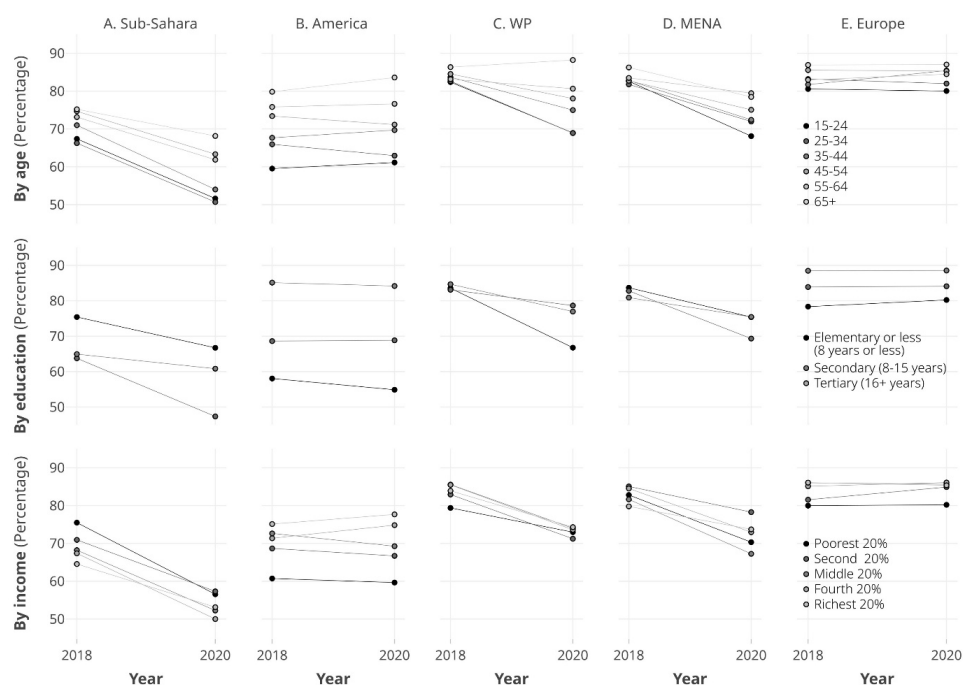 A. Sub-Sahara B. America C. WP D. MENA E. Europe
By age (Percentage)
90
80
70
60
50
15-24
25-34
35-44
45-54
55-64
65+
By education (Percentage)
90
80
70
60
50
Elementary or less
(8 years or less)
Secondary (8-15 years)
Tertiary (16+ years)
By income (Percentage)
90
80
70
60
50
Poorest 20%
Second 20%
Middle 20%
Fourth 20%
Richest 20%
2018 2020 2018 2020 2018 2020 2018 2020 2018 2020
Year Year Year Year Year